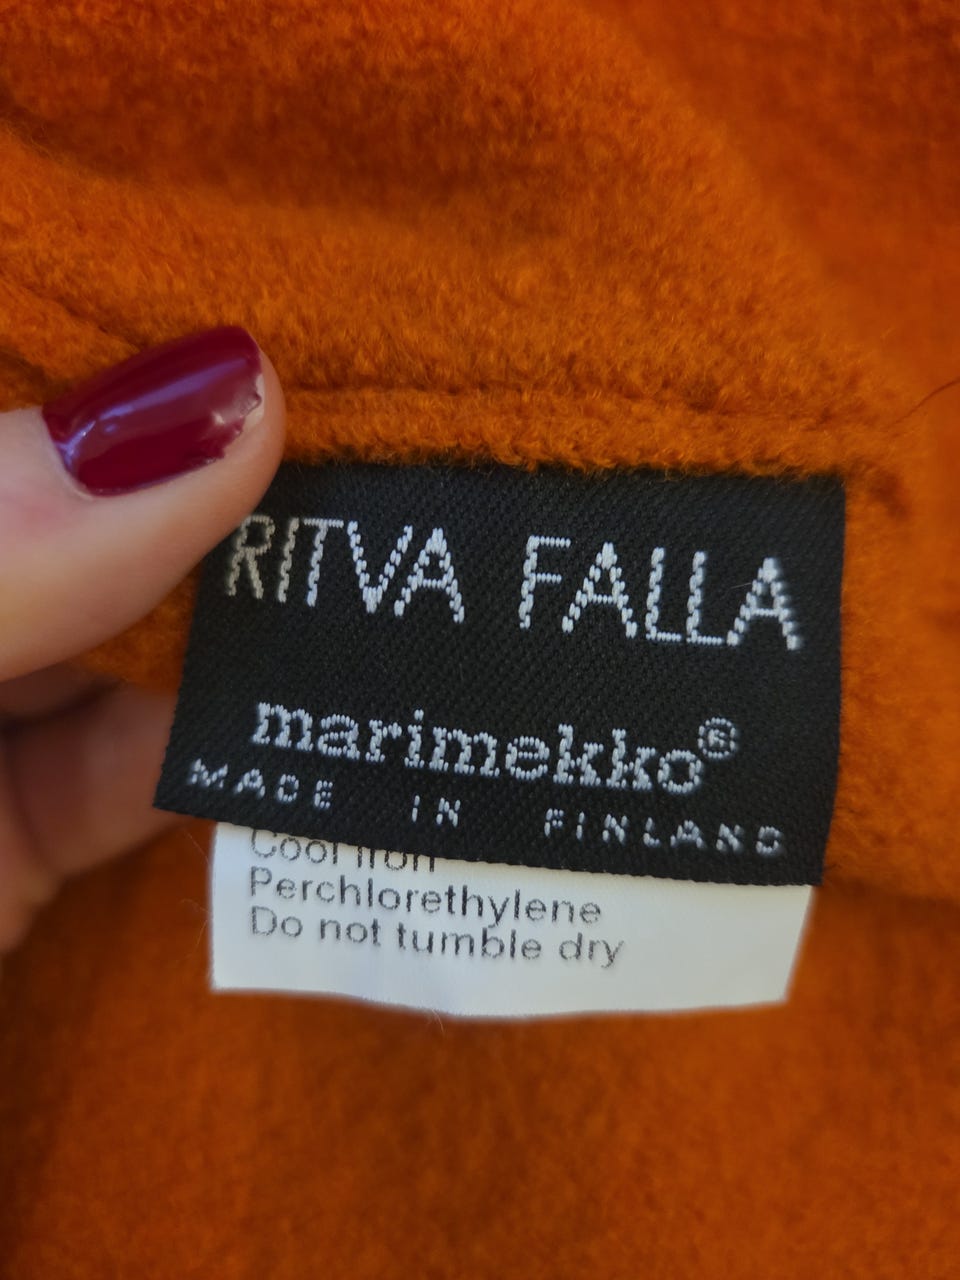 RITVA FALLA
marimekko®
MADE IN FINLAND
Cool iron
Perchlorethylene
Do not tumble dry